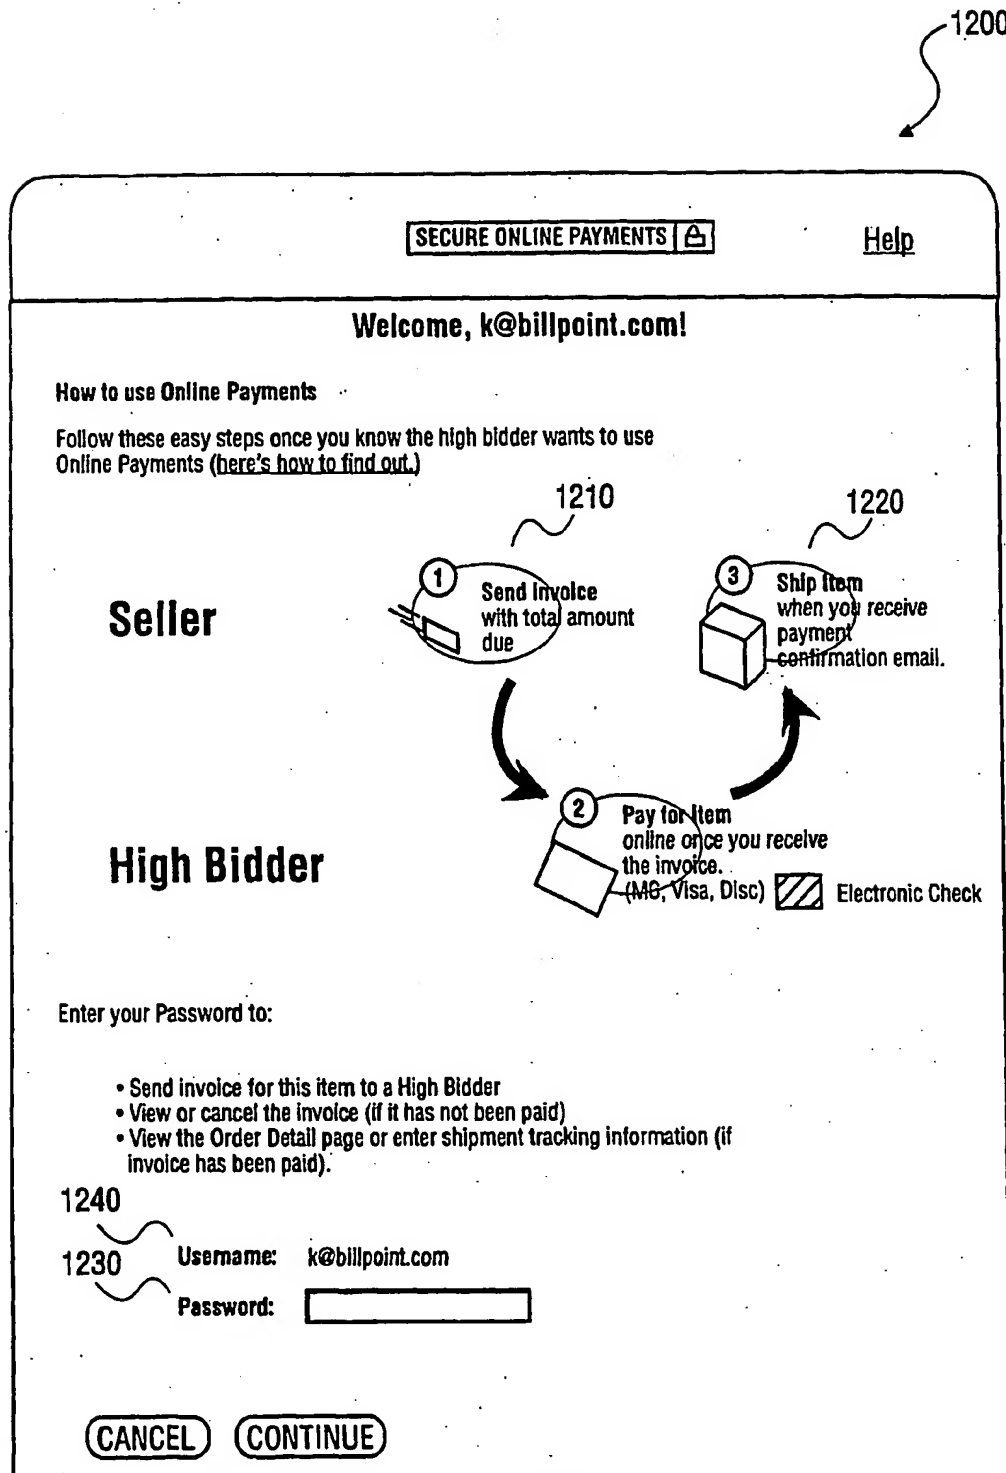 1200
SECURE ONLINE PAYMENTS
Help
Welcome, k@billpoint.com!
How to use Online Payments
Follow these easy steps once you know the high bidder wants to use
Online Payments (here's how to find out.)
1210
1220
Seller
1
Send invoice
with total amount
due
3
Ship item
when you receive
payment
confirmation email.
High Bidder
2
Pay for item
online once you receive
the invoice.
(MC, Visa, Disc)
Electronic Check
Enter your Password to:
• Send invoice for this item to a High Bidder
• View or cancel the invoice (if it has not been paid)
• View the Order Detail page or enter shipment tracking information (if
invoice has been paid).
1240
Username: k@billpoint.com
1230
Password:
CANCEL CONTINUE